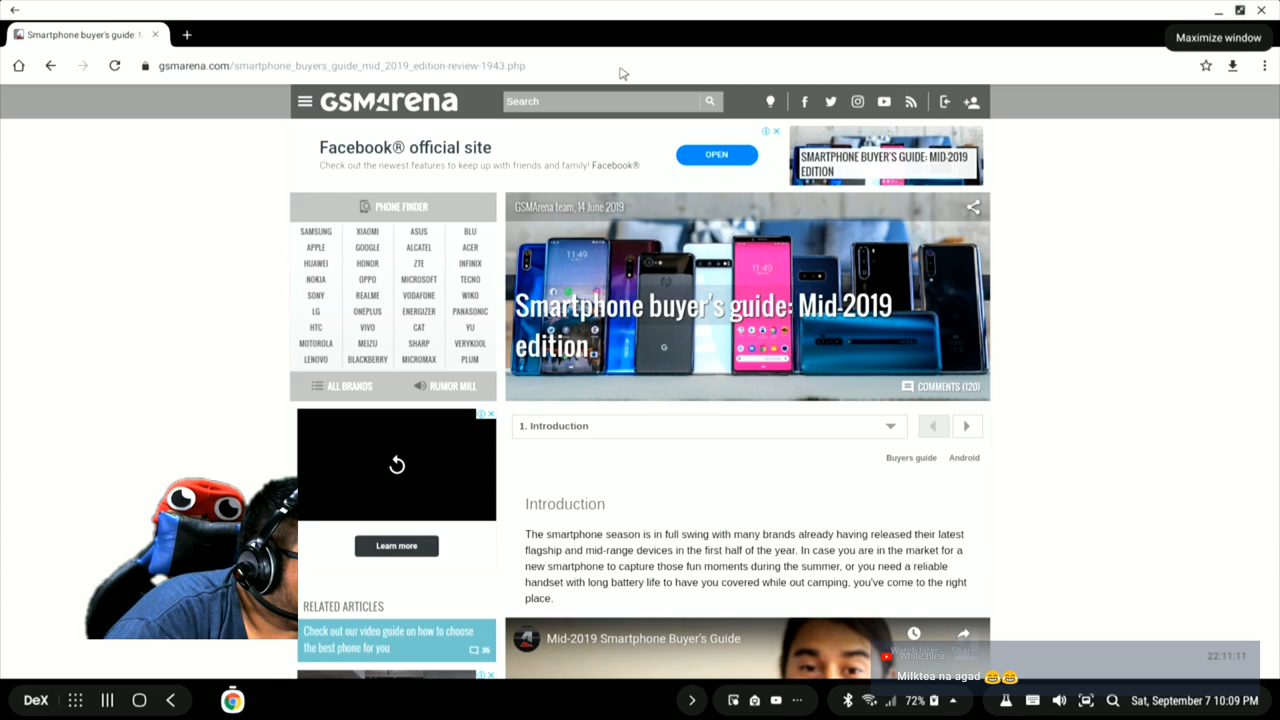 Smartphone buyer's guide: M
Maximize window
gsmarena.com/smartphone_buyers_guide_mid_2019_edition-review-1943.php
GSMArena
Search
Facebook® official site
Check out the newest features to keep up with friends and family! Facebook®
OPEN
SMARTPHONE BUYER'S GUIDE: MID-2019
EDITION
PHONE FINDER
SAMSUNG XIAOMI ASUS BLU
APPLE GOOGLE ALCATEL ACER
HUAWEI HONOR ZTE INFINIX
NOKIA OPPO MICROSOFT TECNO
SONY REALME VODAFONE WIKO
LG ONEPLUS ENERGIZER PANASONIC
HTC VIVO CAT YU
MOTOROLA MEIZU SHARP VERYKOOL
LENOVO BLACKBERRY MICROMAX PLUM
ALL BRANDS RUMOR MILL
GSMArena team, 14 June 2019
11:49
11:49
Smartphone buyer's guide: Mid-2019
edition
COMMENTS (120)
1. Introduction
Buyers guide Android
Introduction
The smartphone season is in full swing with many brands already having released their latest
flagship and mid-range devices in the first half of the year. In case you are in the market for a
new smartphone to capture those fun moments during the summer, or you need a reliable
handset with long battery life to have you covered while out camping, you've come to the right
place.
Learn more
RELATED ARTICLES
Check out our video guide on how to choose
the best phone for you
36
Mid-2019 Smartphone Buyer's Guide
Watch later Share
White Bleu
22:11:11
Milktea na agad 😂😂
DeX
72%
Sat, September 7 10:09 PM